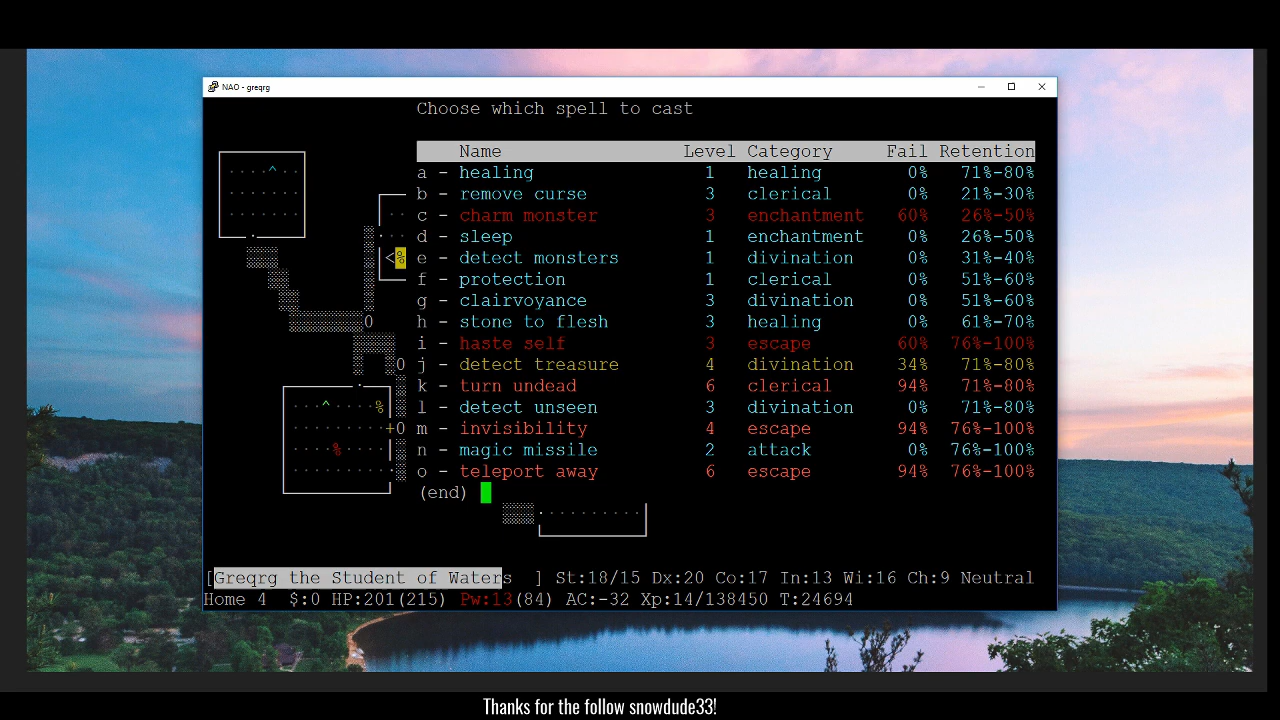 NAO - greqrg
Choose which spell to cast
Name Level Category Fail Retention
a - healing 1 healing 0% 71%-80%
b - remove curse 3 clerical 0% 21%-30%
c - charm monster 3 enchantment 60% 26%-50%
d - sleep 1 enchantment 0% 26%-50%
e - detect monsters 1 divination 0% 31%-40%
f - protection 1 clerical 0% 51%-60%
g - clairvoyance 3 divination 0% 51%-60%
h - stone to flesh 3 healing 0% 61%-70%
i - haste self 3 escape 60% 76%-100%
j - detect treasure 4 divination 34% 71%-80%
k - turn undead 6 clerical 94% 71%-80%
l - detect unseen 3 divination 0% 71%-80%
m - invisibility 4 escape 94% 76%-100%
n - magic missile 2 attack 0% 76%-100%
o - teleport away 6 escape 94% 76%-100%
(end)
[Greqrg the Student of Waters ] St:18/15 Dx:20 Co:17 In:13 Wi:16 Ch:9 Neutral
Home 4 $:0 HP:201(215) Pw:13(84) AC:-32 Xp:14/138450 T:24694
Thanks for the follow snowdude33!